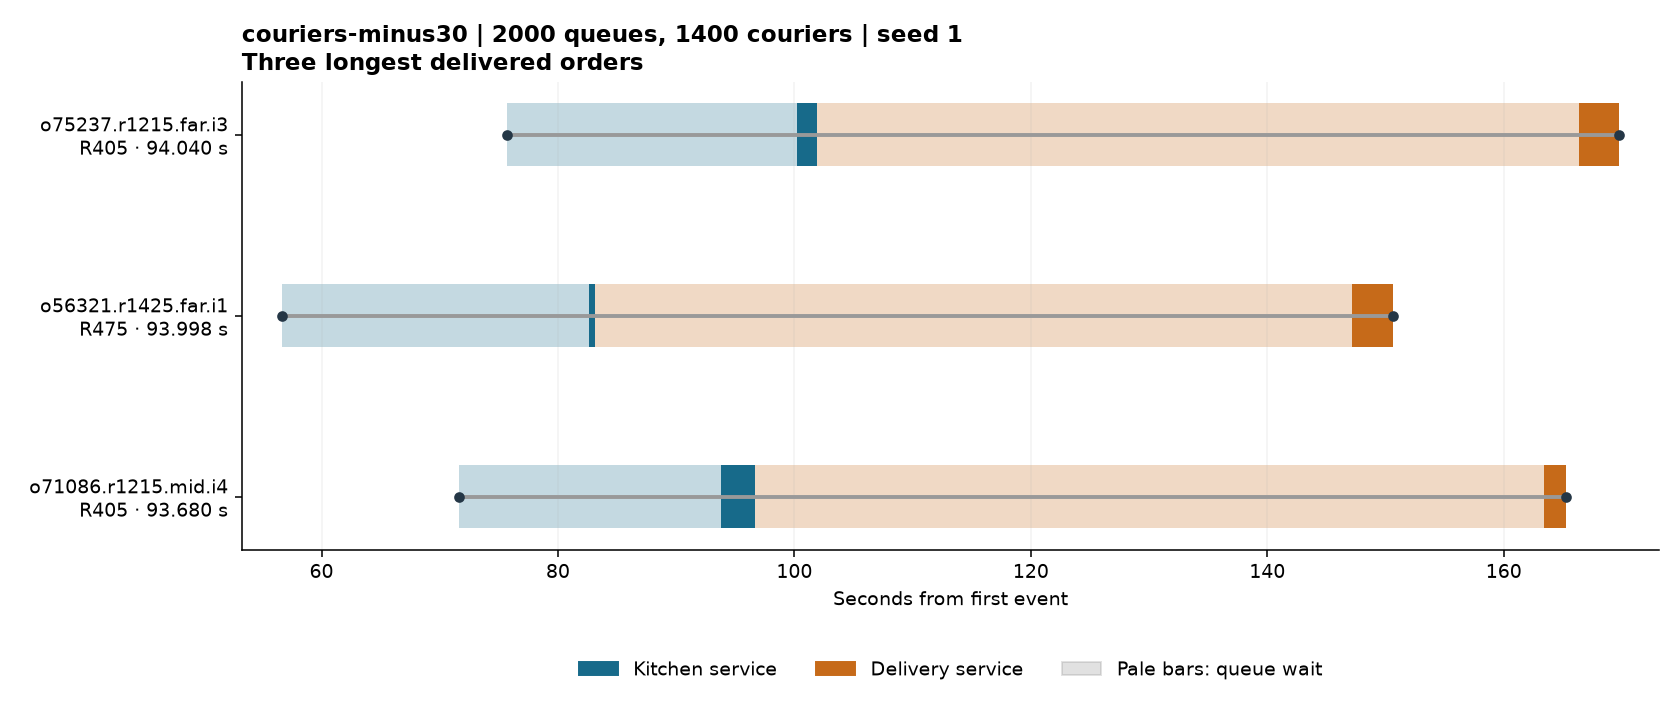 couriers-minus30 | 2000 queues, 1400 couriers | seed 1
Three longest delivered orders
o75237.r1215.far.i3
R405 · 94.040 s
o56321.r1425.far.i1
R475 · 93.998 s
o71086.r1215.mid.i4
R405 · 93.680 s
60 80 100 120 140 160
Seconds from first event
Kitchen service Delivery service Pale bars: queue wait